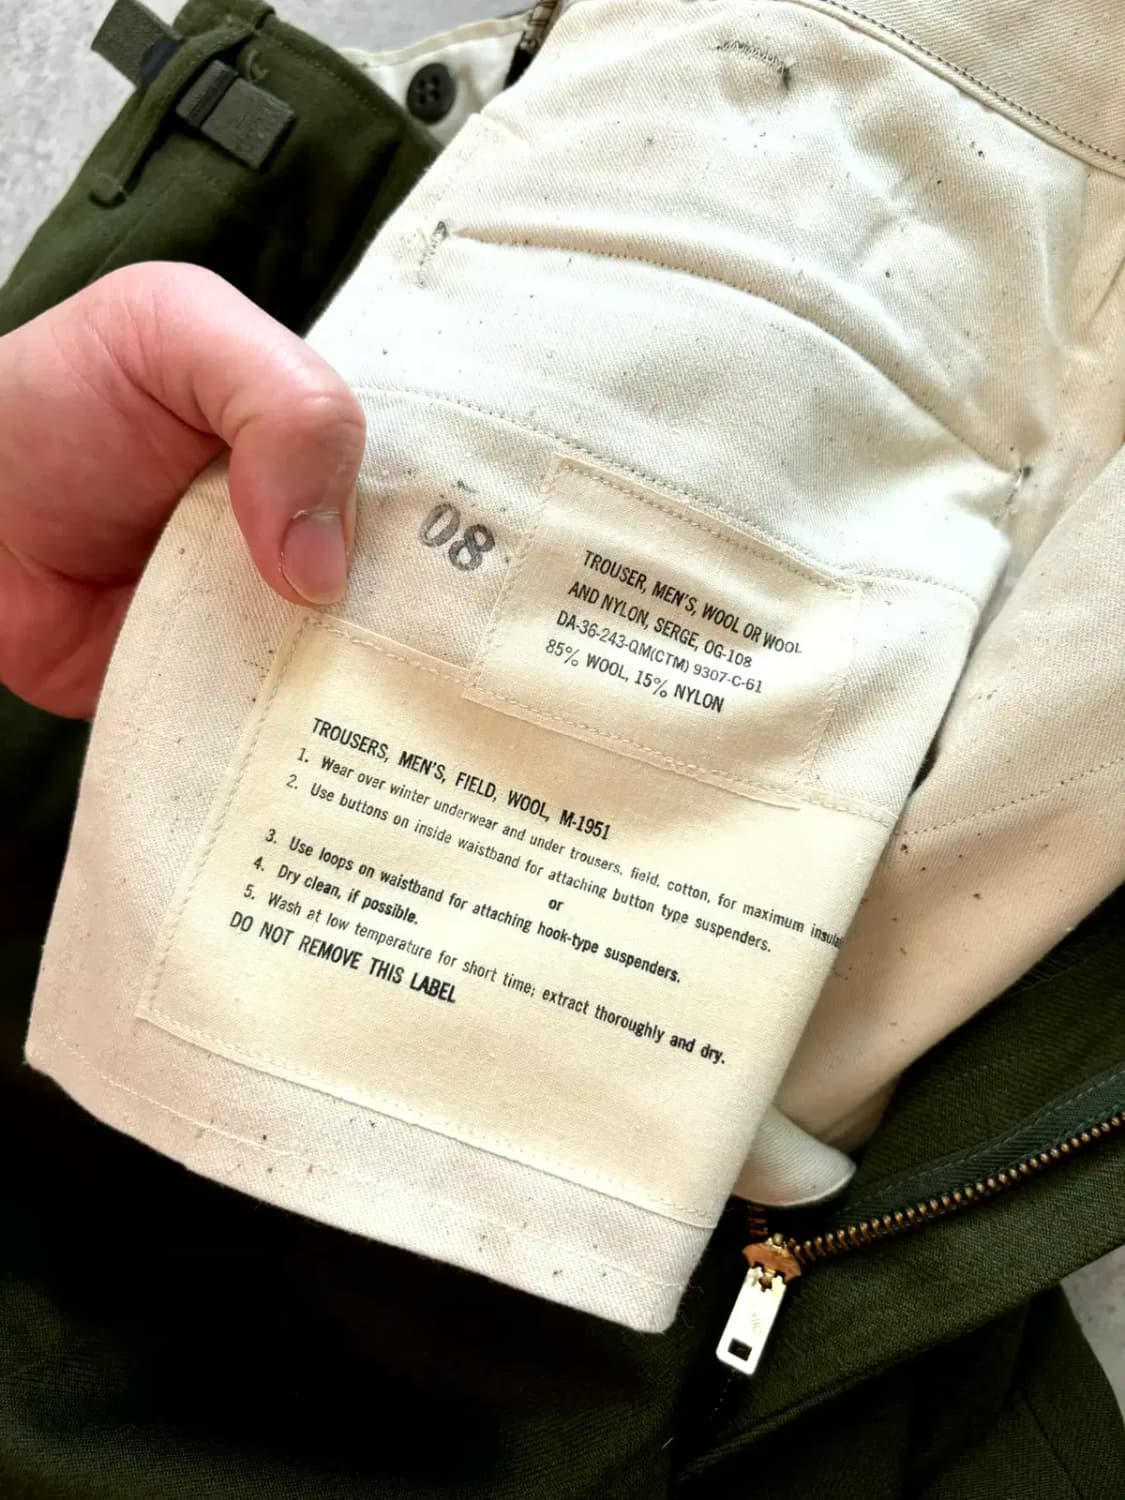 08
TROUSER, MEN'S, WOOL OR WOOL
AND NYLON, SERGE, OG-108
DA-36-243-QM(CTM) 9307-C-61
85% WOOL, 15% NYLON
TROUSERS, MEN'S, FIELD, WOOL, M-1951
1. Wear over winter underwear and under trousers, field, cotton, for maximum insula
2. Use buttons on inside waistband for attaching button type suspenders.
or
3. Use loops on waistband for attaching hook-type suspenders.
4. Dry clean, if possible.
5. Wash at low temperature for short time; extract thoroughly and dry.
DO NOT REMOVE THIS LABEL